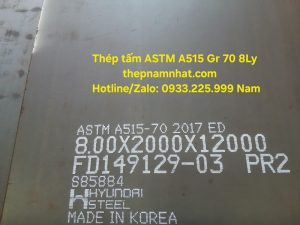 Thép tấm ASTM A515 Gr 70 8Ly
thepnamnhat.com
Hotline/Zalo: 0933.225.999 Nam
ASTM A515-70 2017 ED
8.00X2000X12000
FD149129-03 PR2
S85884
HYUNDAI
STEEL
MADE IN KOREA